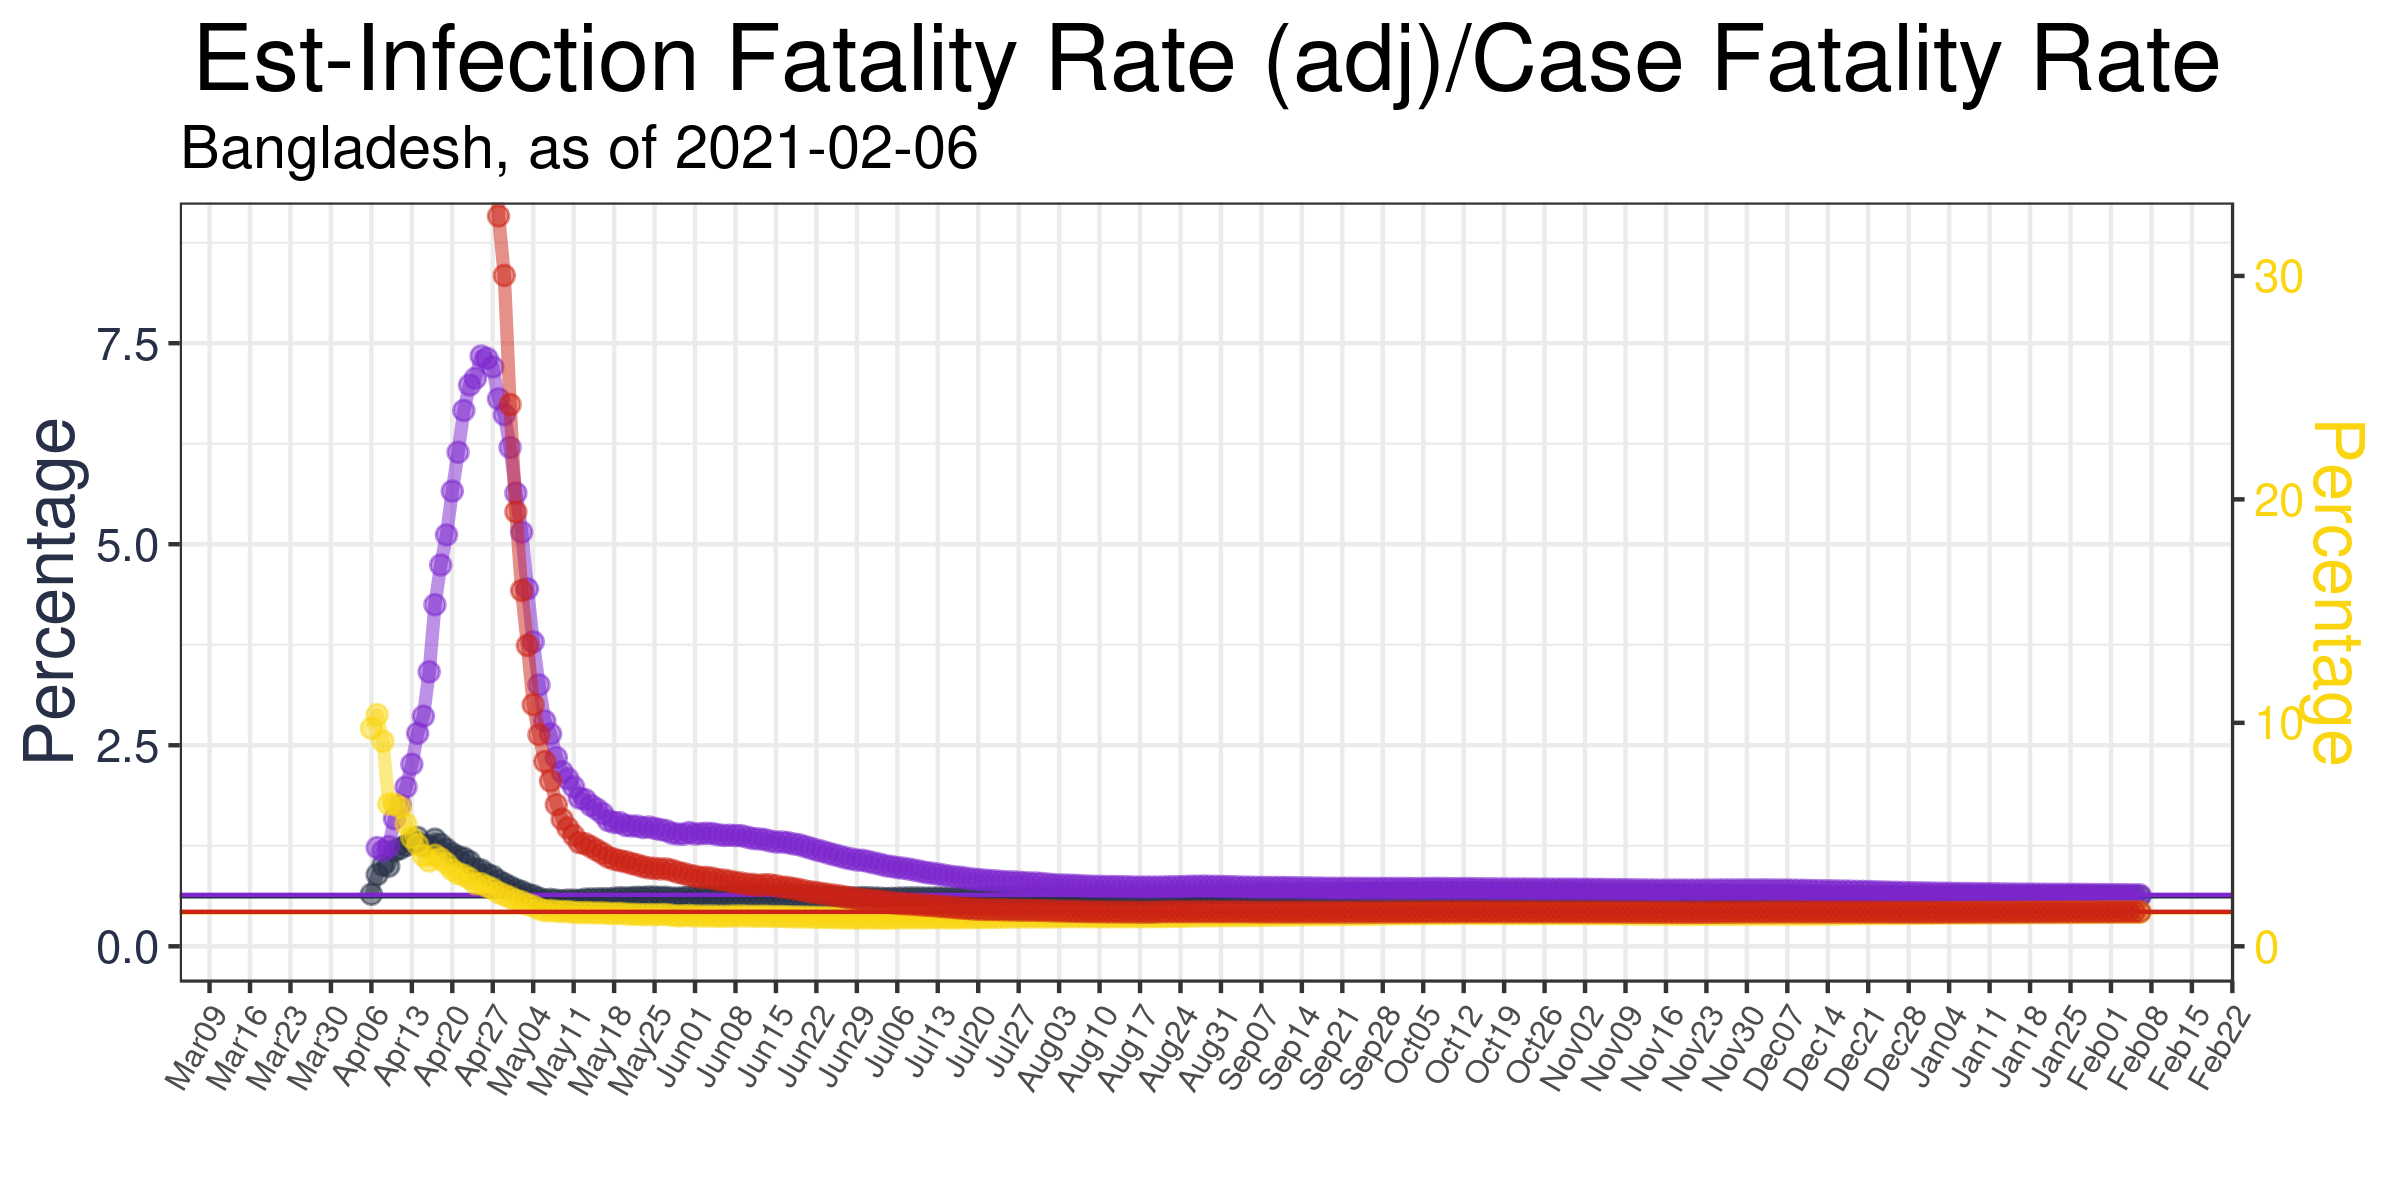 Est-Infection Fatality Rate (adj)/Case Fatality Rate
Bangladesh, as of 2021-02-06
Percentage
7.5
5.0
2.5
0.0
30
20
10
0
Percentage
Mar09
Mar16
Mar23
Mar30
Apr06
Apr13
Apr20
Apr27
May04
May11
May18
May25
Jun01
Jun08
Jun15
Jun22
Jun29
Jul06
Jul13
Jul20
Jul27
Aug03
Aug10
Aug17
Aug24
Aug31
Sep07
Sep14
Sep21
Sep28
Oct05
Oct12
Oct19
Oct26
Nov02
Nov09
Nov16
Nov23
Nov30
Dec07
Dec14
Dec21
Dec28
Jan04
Jan11
Jan18
Jan25
Feb01
Feb08
Feb15
Feb22